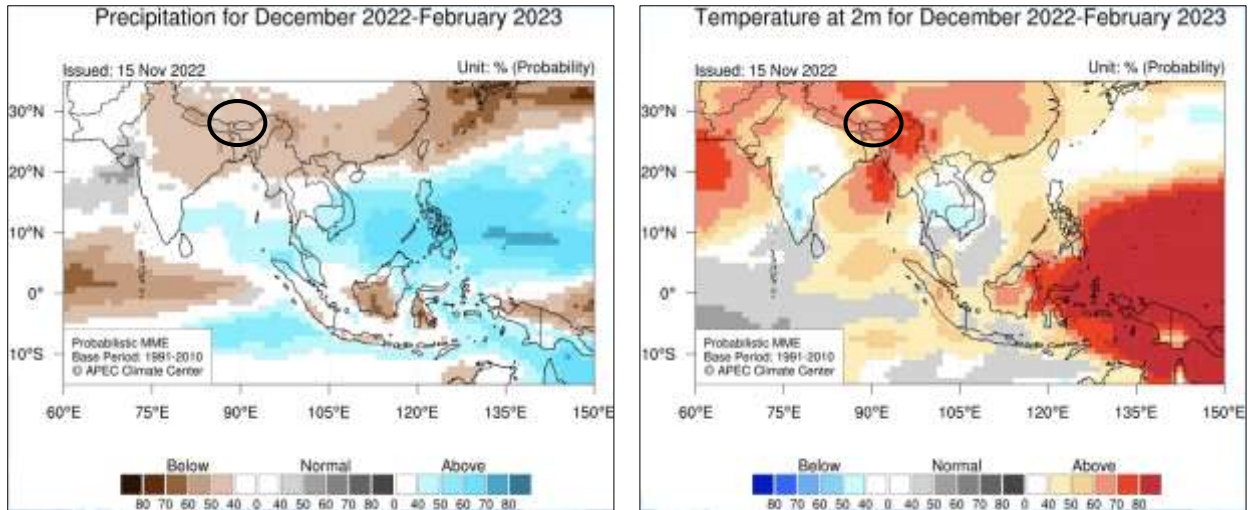 Precipitation for December 2022-February 2023
Issued: 15 Nov 2022 Unit: % (Probability)
30°N
20°N
10°N
0°
10°S
Probabilistic MME
Base Period: 1991-2010
© APEC Climate Center
60°E 75°E 90°E 105°E 120°E 135°E 150°E
Below Normal Above
80 70 60 50 40 0 40 50 60 70 80 0 40 50 60 70 80
Temperature at 2m for December 2022-February 2023
Issued: 15 Nov 2022 Unit: % (Probability)
30°N
20°N
10°N
0°
10°S
Probabilistic MME
Base Period: 1991-2010
© APEC Climate Center
60°E 75°E 90°E 105°E 120°E 135°E 150°E
Below Normal Above
80 70 60 50 40 0 40 50 60 70 80 0 40 50 60 70 80